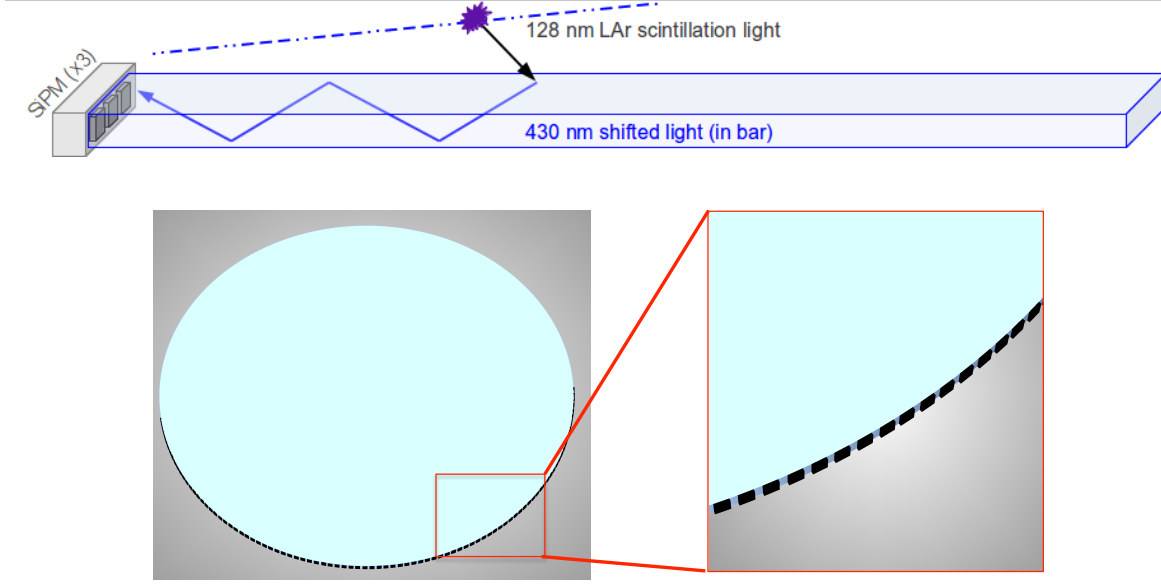 128 nm LAr scintillation light
SiPM (x3)
430 nm shifted light (in bar)